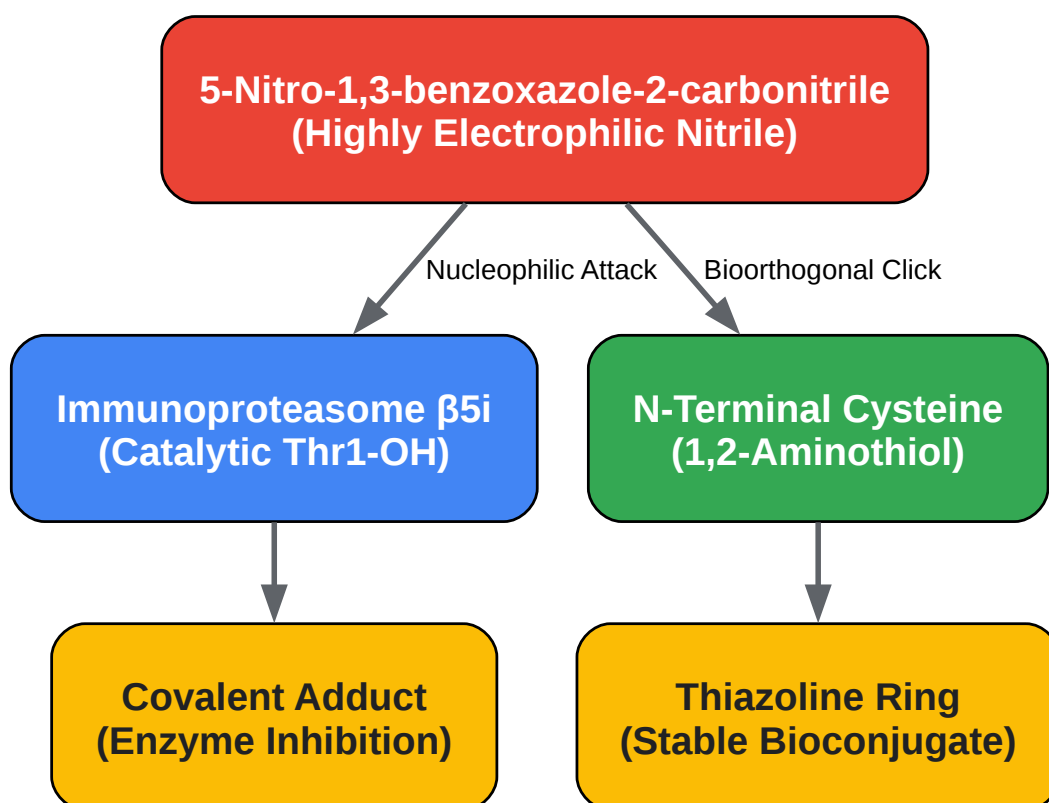 5-Nitro-1,3-benzoxazole-2-carbonitrile
(Highly Electrophilic Nitrile)
Nucleophilic Attack
Bioorthogonal Click
Immunoproteasome β5i
(Catalytic Thr1-OH)
N-Terminal Cysteine
(1,2-Aminothiol)
Covalent Adduct
(Enzyme Inhibition)
Thiazoline Ring
(Stable Bioconjugate)